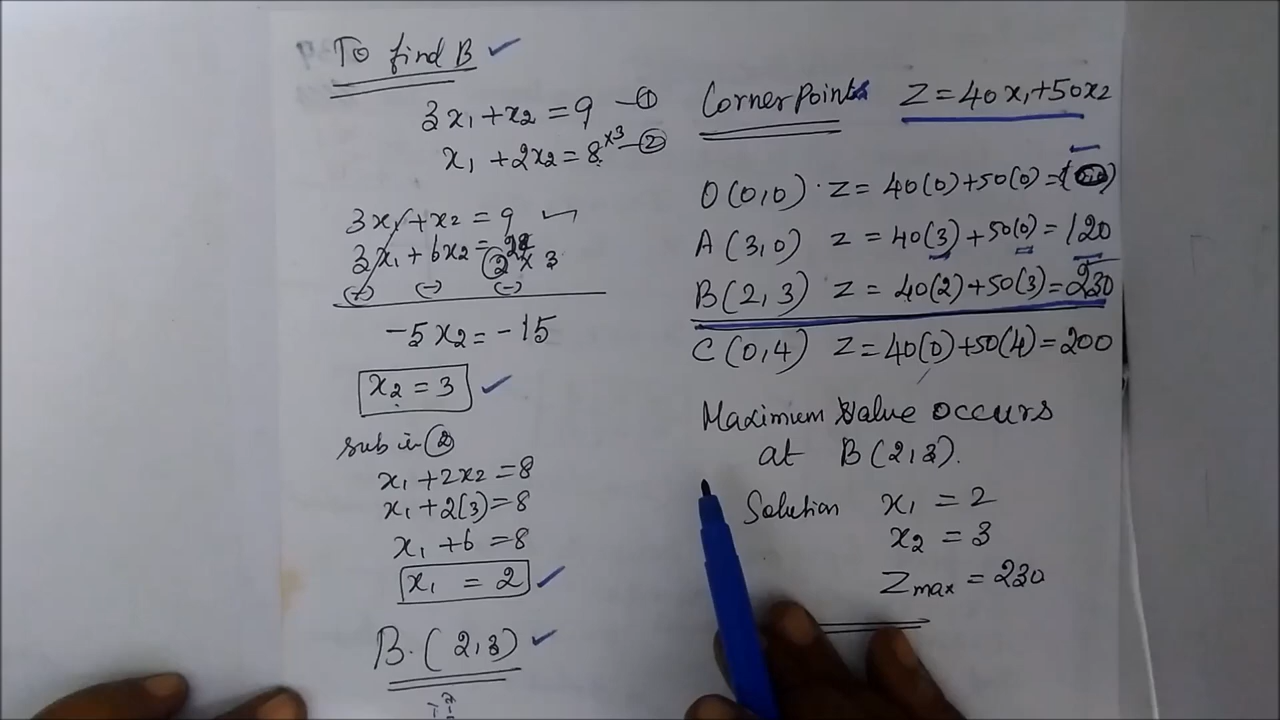 To find B ✓
3x₁ + x₂ = 9 —①
x₁ + 2x₂ = 8 ×3 —②
3x₁ + x₂ = 9
3x₁ + 6x₂ = ② × 3
(-) (-) (-)
-5x₂ = -15
x₂ = 3 ✓
sub in ②
x₁ + 2x₂ = 8
x₁ + 2(3) = 8
x₁ + 6 = 8
x₁ = 2 ✓
B. (2,3) ✓
Corner Points Z = 40x₁ + 50x₂
O (0,0) . Z = 40(0) + 50(0) =
A (3,0) Z = 40(3) + 50(0) = 120
B (2,3) Z = 40(2) + 50(3) = 230
C (0,4) Z = 40(0) + 50(4) = 200
Maximum Value occurs
at B (2,3).
Solution x₁ = 2
x₂ = 3
Zmax = 230